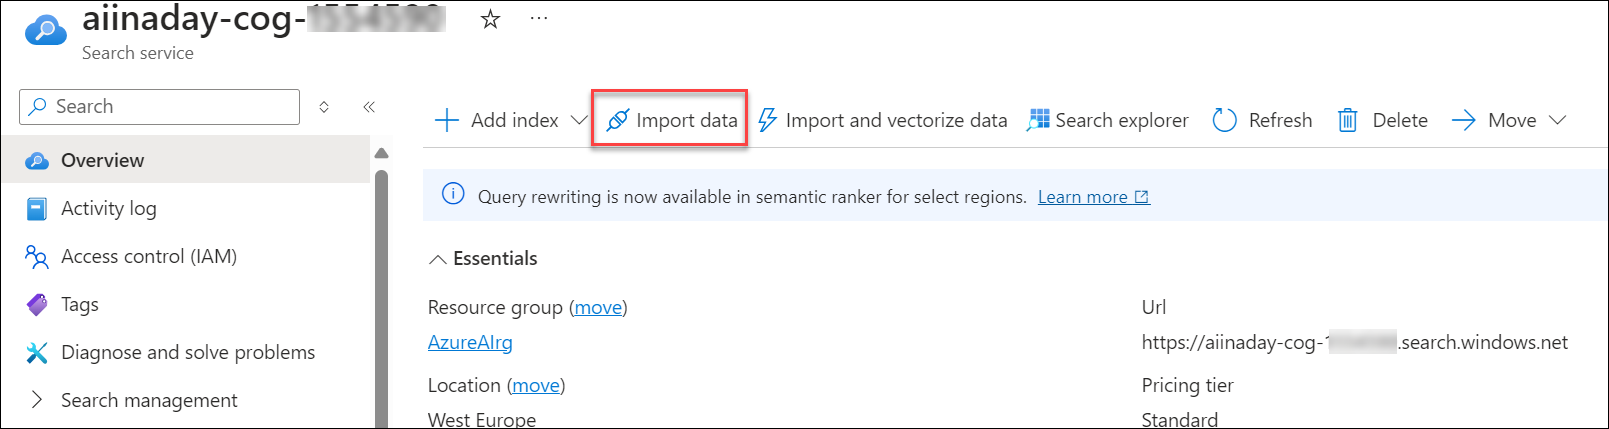 aiinaday-cog-
Search service
Search
Add index
Import data
Import and vectorize data
Search explorer
Refresh
Delete
Move
Overview
Activity log
Access control (IAM)
Tags
Diagnose and solve problems
Search management
Query rewriting is now available in semantic ranker for select regions. Learn more
Essentials
Resource group (move)
AzureAIrg
Location (move)
West Europe
Url
https://aiinaday-cog- .search.windows.net
Pricing tier
Standard